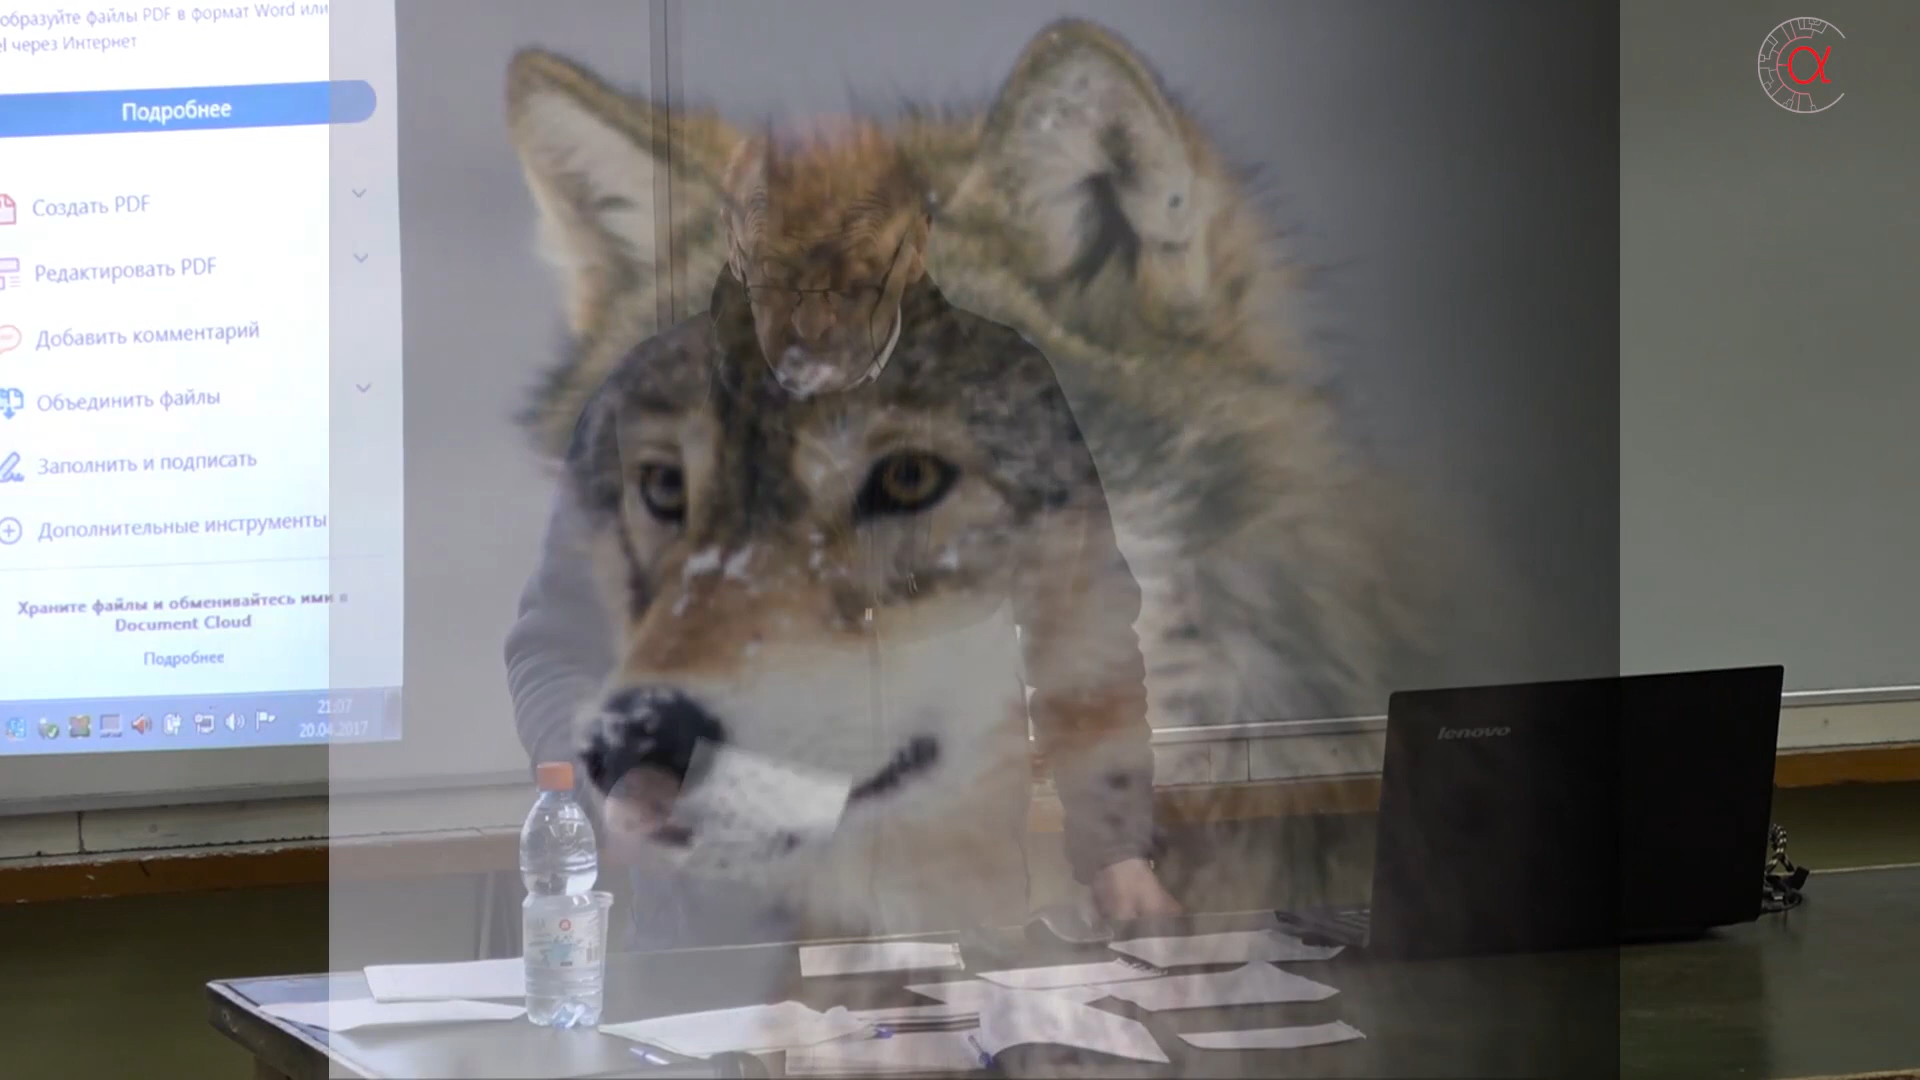 образуйте файлы PDF в формат Word или
el через Интернет
Подробнее
Создать PDF
Редактировать PDF
Добавить комментарий
Объединить файлы
Заполнить и подписать
Дополнительные инструменты
Храните файлы и обменивайтесь ими в
Document Cloud
Подробнее
21:07
20.04.2017
lenovo
α